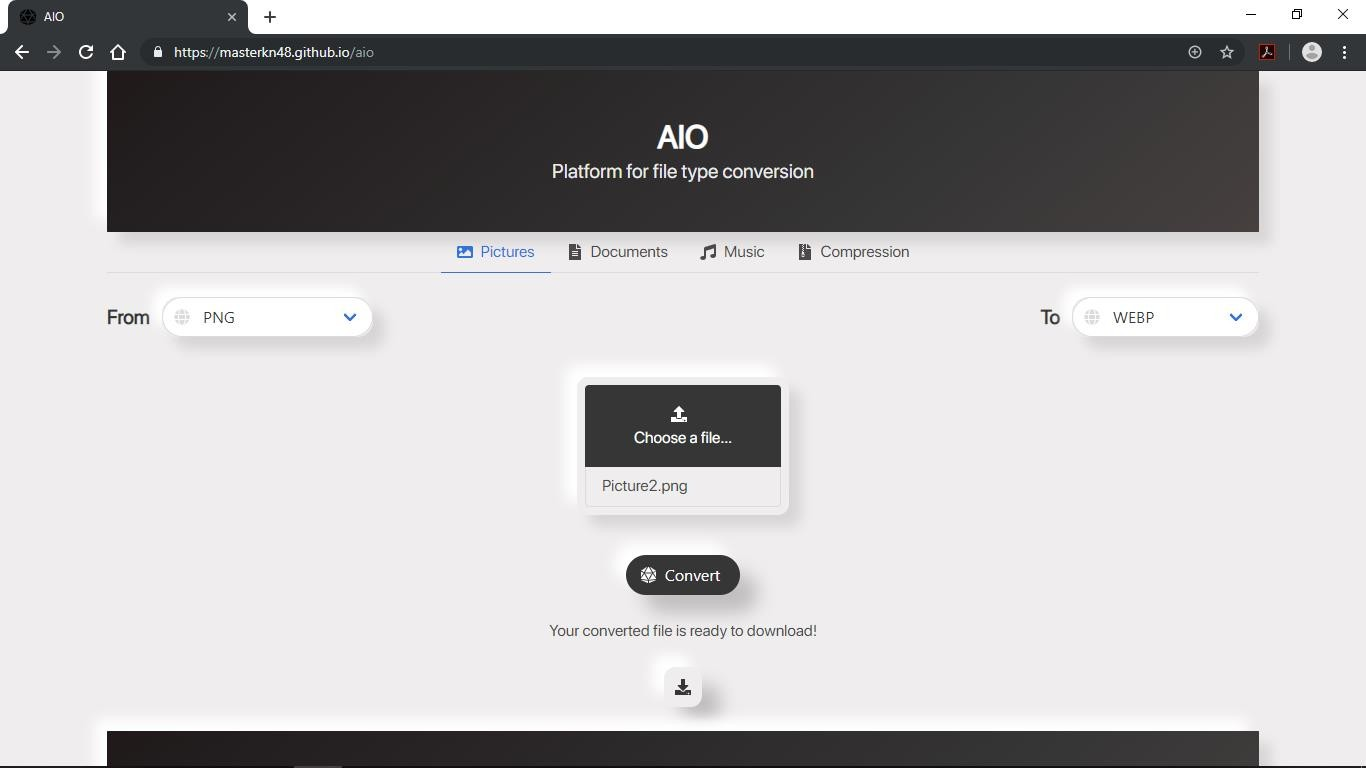 AIO
https://masterkn48.github.io/aio
AIO
Platform for file type conversion
Pictures Documents Music Compression
From PNG To WEBP
Choose a file...
Picture2.png
Convert
Your converted file is ready to download!